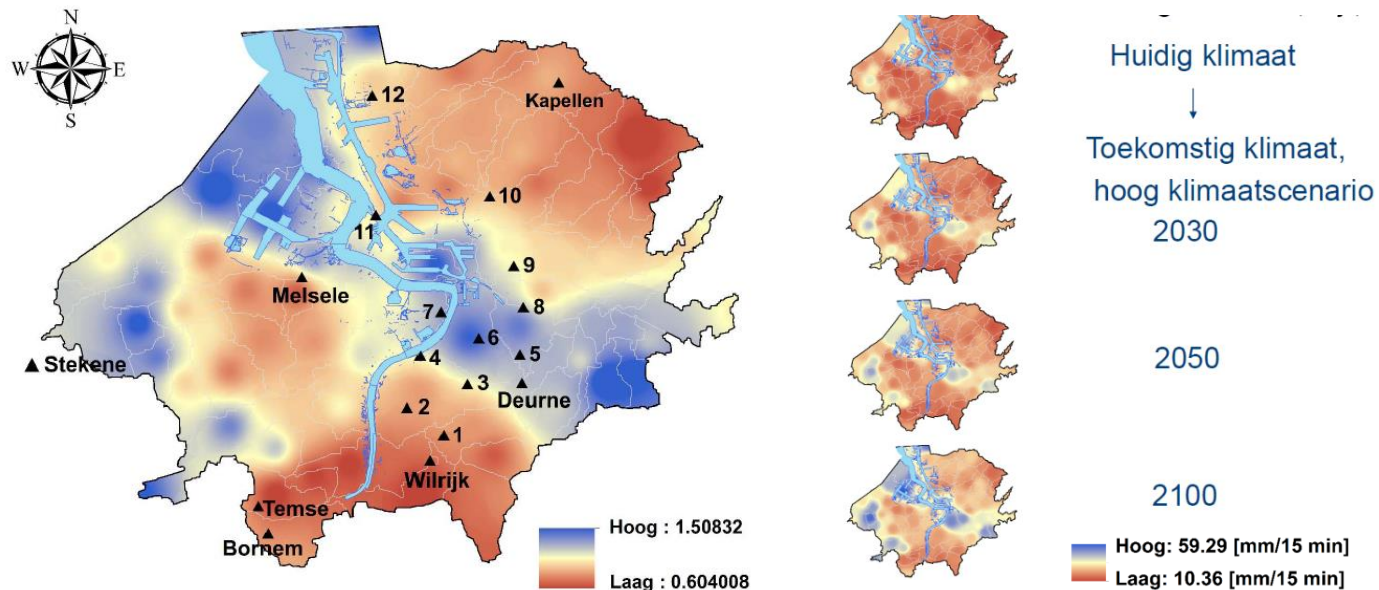 N
W E
S
12
Kapellen
10
11
9
Melsele
8
7
6
5
Stekene
4
3
Deurne
2
1
Wilrijk
Temse
Bornem
Hoog : 1.50832
Laag : 0.604008
Huidig klimaat
Toekomstig klimaat,
hoog klimaatscenario
2030
2050
2100
Hoog: 59.29 [mm/15 min]
Laag: 10.36 [mm/15 min]